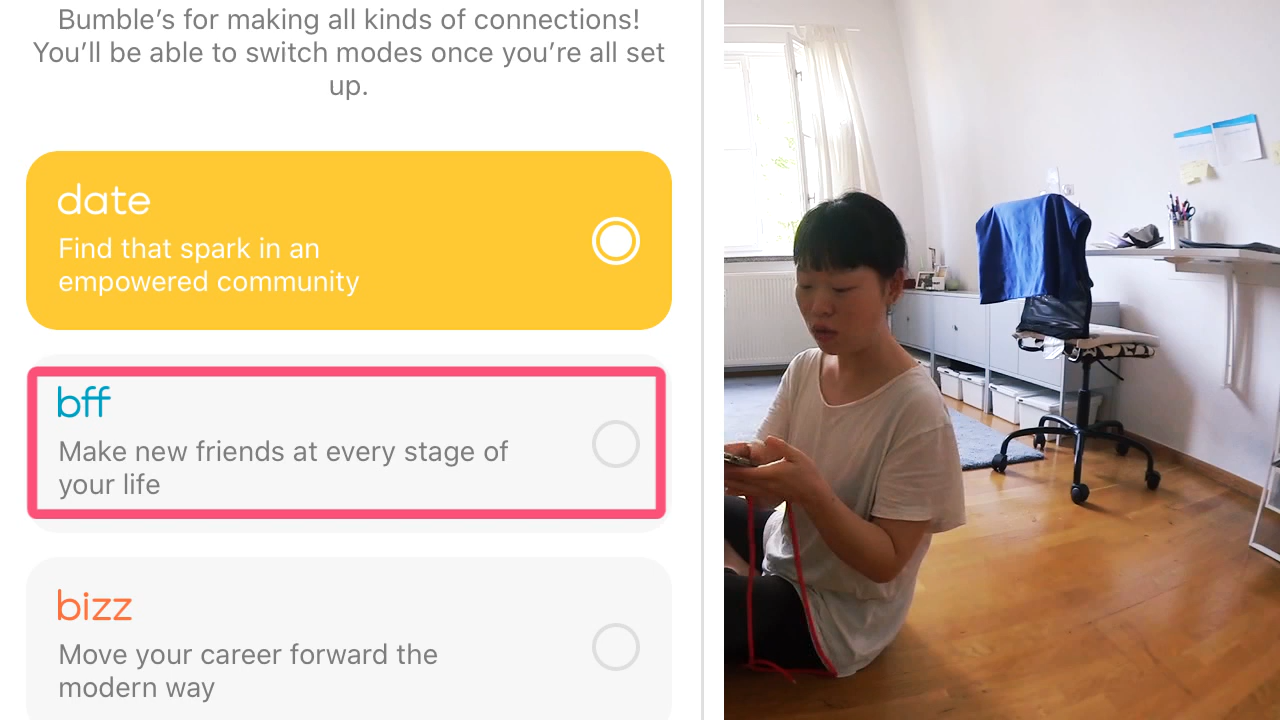 Bumble’s for making all kinds of connections!
You’ll be able to switch modes once you’re all set
up.
date
Find that spark in an
empowered community
bff
Make new friends at every stage of
your life
bizz
Move your career forward the
modern way